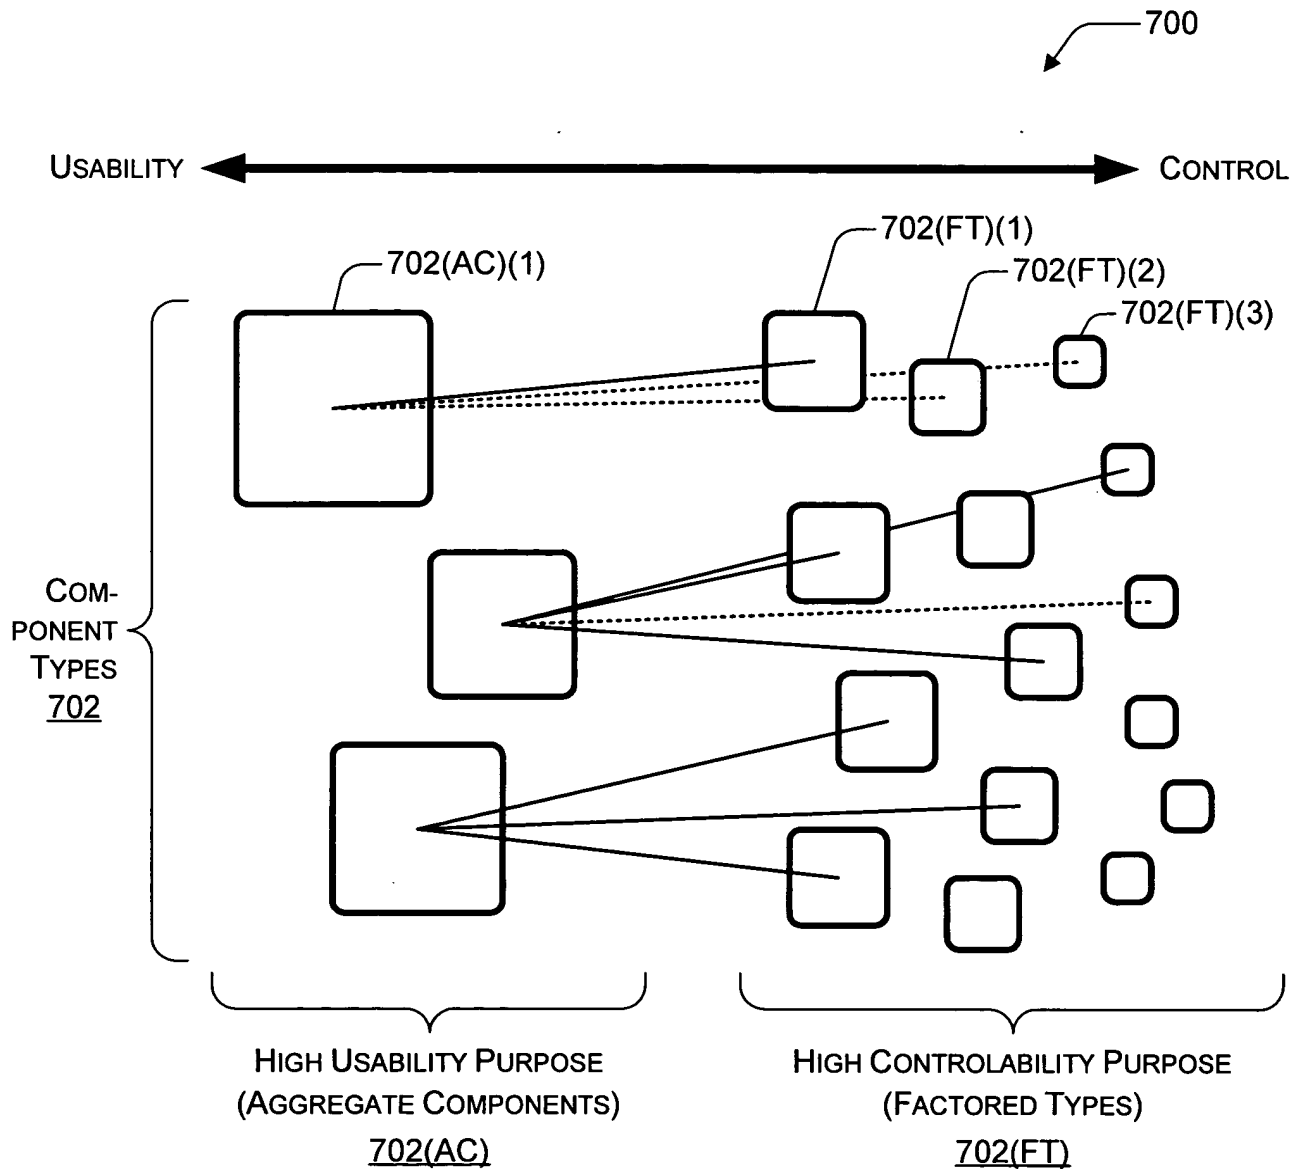 700
USABILITY
CONTROL
702(AC)(1)
702(FT)(1)
702(FT)(2)
702(FT)(3)
COM-
PONENT
TYPES
702
HIGH USABILITY PURPOSE
(AGGREGATE COMPONENTS)
702(AC)
HIGH CONTROLABILITY PURPOSE
(FACTORED TYPES)
702(FT)